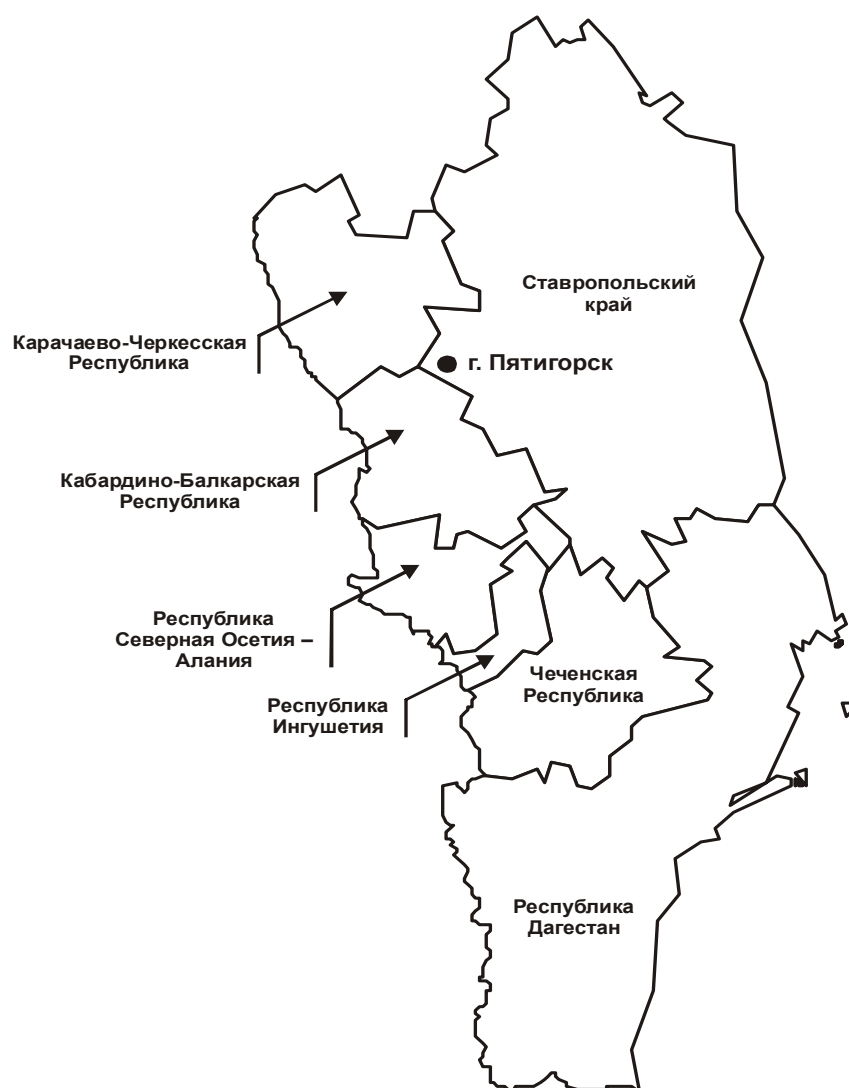 Ставропольский
край
Карачаево-Черкесская
Республика
г. Пятигорск
Кабардино-Балкарская
Республика
Республика
Северная Осетия –
Алания
Чеченская
Республика
Республика
Ингушетия
Республика
Дагестан